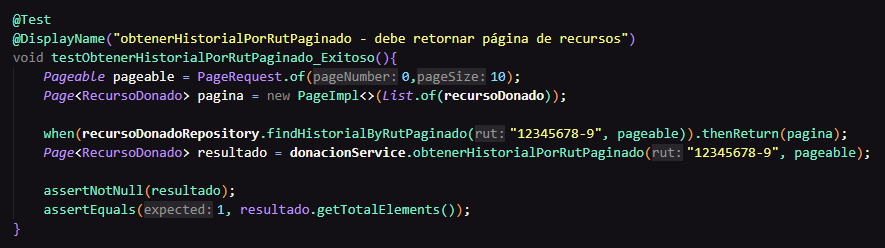 @Test
@DisplayName("obtenerHistorialPorRutPaginado - debe retornar página de recursos")
void testObtenerHistorialPorRutPaginado_Exitoso(){
Pageable pageable = PageRequest.of(pageNumber: 0,pageSize: 10);
Page<RecursoDonado> pagina = new PageImpl<>(List.of(recursoDonado));
when(recursoDonadoRepository.findHistorialByRutPaginado(rut: "12345678-9", pageable)).thenReturn(pagina);
Page<RecursoDonado> resultado = donacionService.obtenerHistorialPorRutPaginado(rut: "12345678-9", pageable);
assertNotNull(resultado);
assertEquals(expected: 1, resultado.getTotalElements());
}